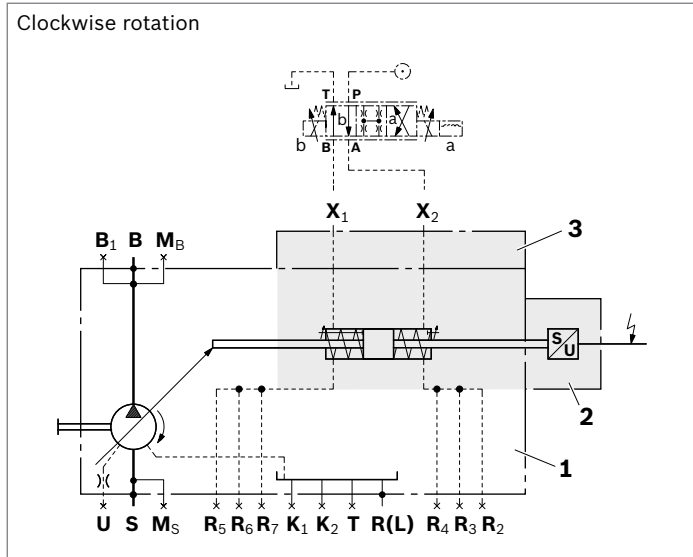 Clockwise rotation
T P
b a
b B A a
X1 X2
B1 B MB
3
S
U
2
1
U S MS R5 R6 R7 K1 K2 T R(L) R4 R3 R2